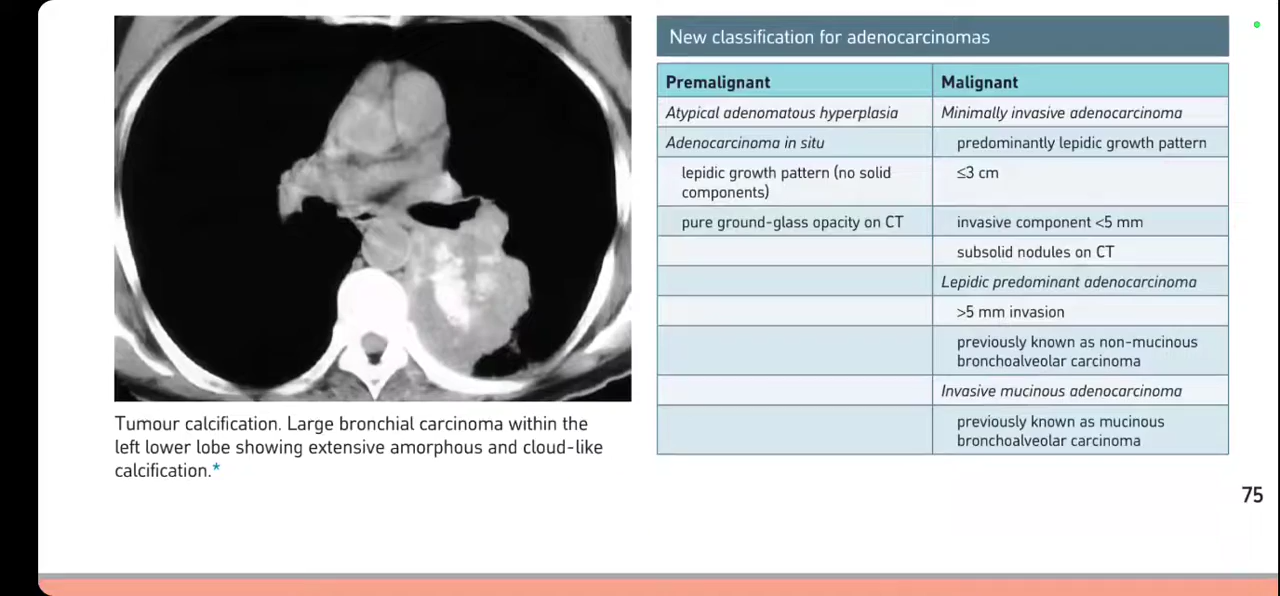 Tumour calcification. Large bronchial carcinoma within the
left lower lobe showing extensive amorphous and cloud-like
calcification.*
New classification for adenocarcinomas
Premalignant
Malignant
Atypical adenomatous hyperplasia
Minimally invasive adenocarcinoma
Adenocarcinoma in situ
predominantly lepidic growth pattern
lepidic growth pattern (no solid
components)
≤3 cm
pure ground-glass opacity on CT
invasive component <5 mm
subsolid nodules on CT
Lepidic predominant adenocarcinoma
>5 mm invasion
previously known as non-mucinous
bronchoalveolar carcinoma
Invasive mucinous adenocarcinoma
previously known as mucinous
bronchoalveolar carcinoma
75